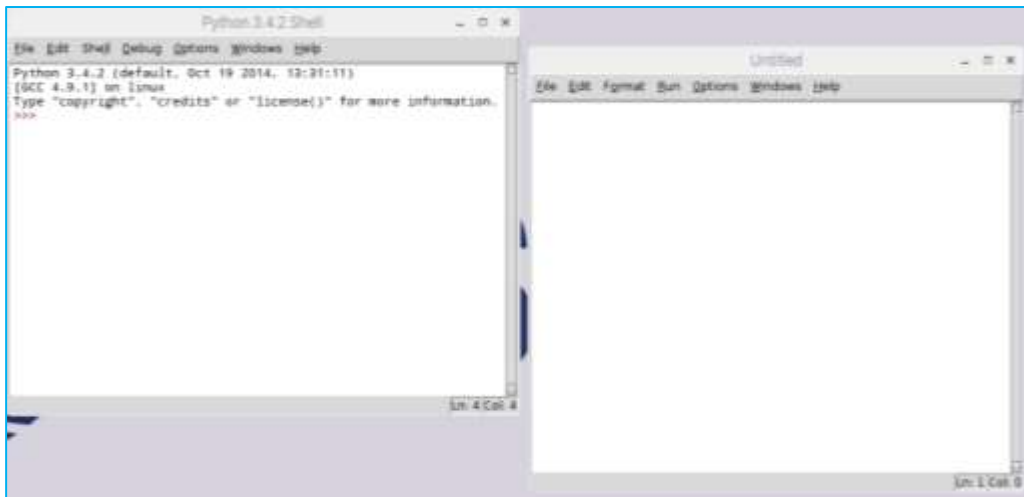 Python 3.4.2 Shell
File Edit Shell Debug Options Windows Help
Python 3.4.2 (default, Oct 19 2014, 13:31:11)
[GCC 4.9.1] on linux
Type "copyright", "credits" or "license()" for more information.
>>>
Ln: 4 Col: 4
Untitled
File Edit Format Run Options Windows Help
Ln: 1 Col: 0